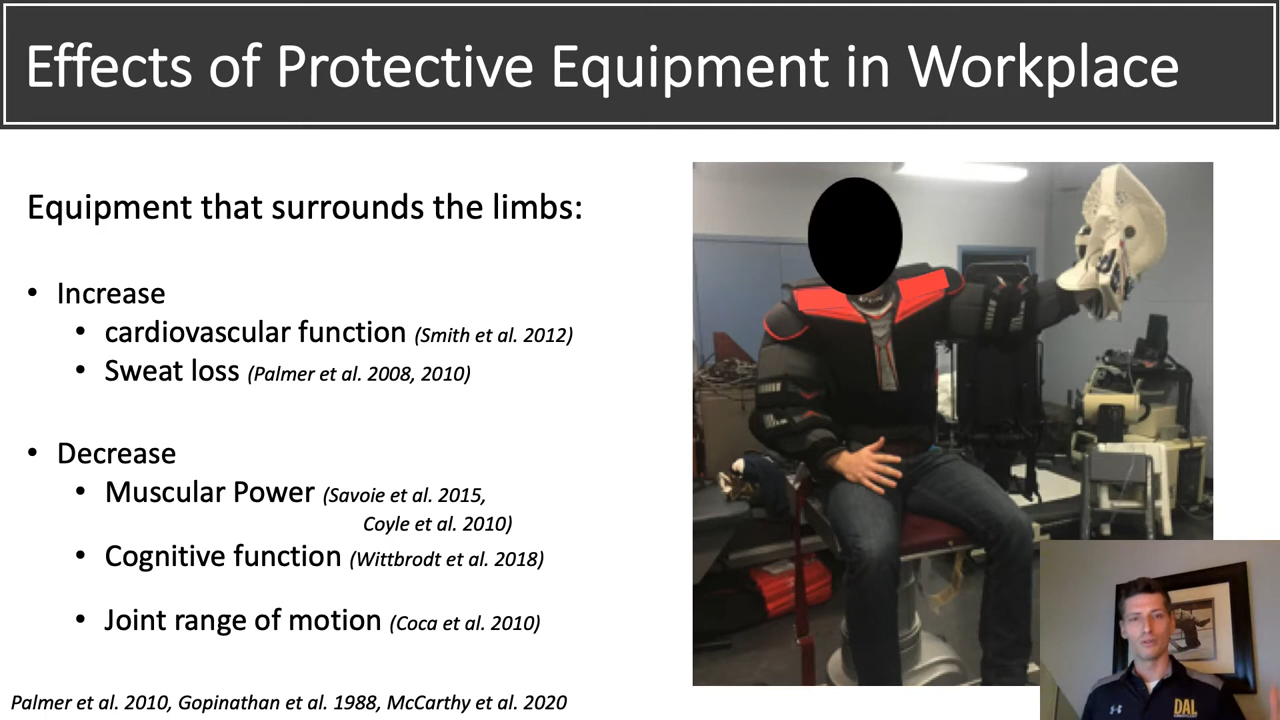 Effects of Protective Equipment in Workplace
Equipment that surrounds the limbs:
• Increase
• cardiovascular function (Smith et al. 2012)
• Sweat loss (Palmer et al. 2008, 2010)
• Decrease
• Muscular Power (Savoie et al. 2015,
Coyle et al. 2010)
• Cognitive function (Wittbrodt et al. 2018)
• Joint range of motion (Coca et al. 2010)
Palmer et al. 2010, Gopinathan et al. 1988, McCarthy et al. 2020
DAL